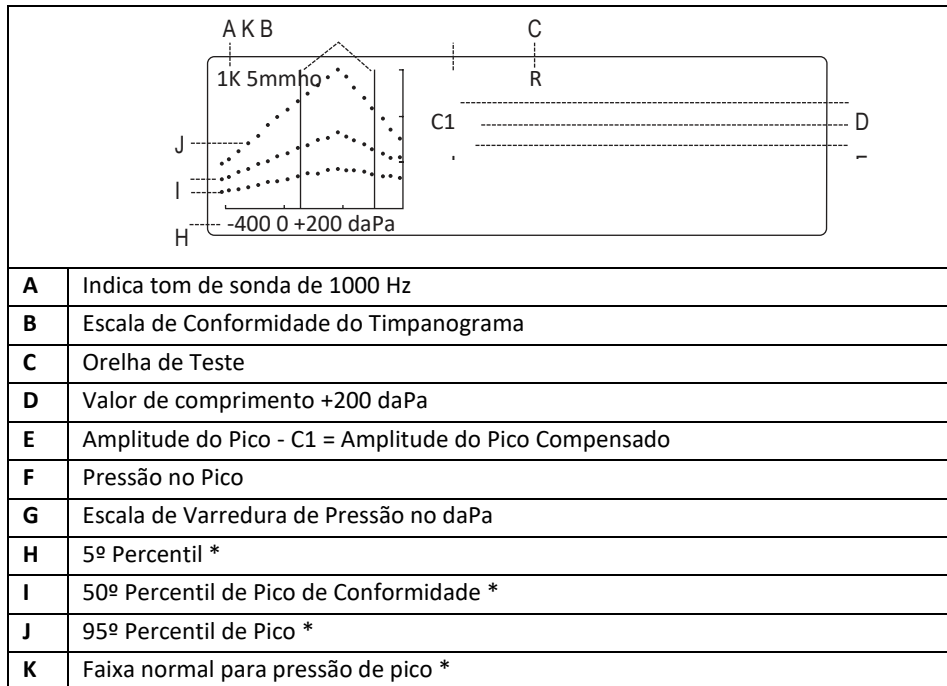 A K B
C
1K 5mmho
R
C1
D
J
I
H
-400 0 +200 daPa
A Indica tom de sonda de 1000 Hz
B Escala de Conformidade do Timpanograma
C Orelha de Teste
D Valor de comprimento +200 daPa
E Amplitude do Pico - C1 = Amplitude do Pico Compensado
F Pressão no Pico
G Escala de Varredura de Pressão no daPa
H 5º Percentil *
I 50º Percentil de Pico de Conformidade *
J 95º Percentil de Pico *
K Faixa normal para pressão de pico *